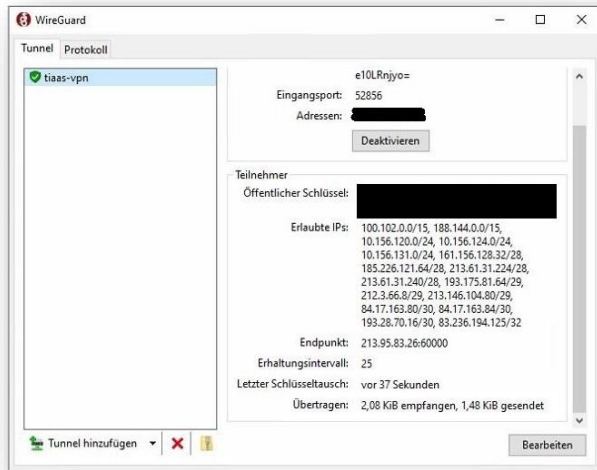 WireGuard
Tunnel Protokoll
tiaas-vpn
e10LRnjyo=
Eingangsport: 52856
Adressen:
Deaktivieren
Teilnehmer
Öffentlicher Schlüssel:
Erlaubte IPs: 100.102.0.0/15, 188.144.0.0/15,
10.156.120.0/24, 10.156.124.0/24,
10.156.131.0/24, 161.156.128.32/28,
185.226.121.64/28, 213.61.31.224/28,
213.61.31.240/28, 193.175.81.64/29,
212.3.66.8/29, 213.146.104.80/29,
84.17.163.80/30, 84.17.163.84/30,
193.28.70.16/30, 83.236.194.125/32
Endpunkt: 213.95.83.26:60000
Erhaltungsintervall: 25
Letzter Schlüsseltausch: vor 37 Sekunden
Übertragen: 2,08 KiB empfangen, 1,48 KiB gesendet
Tunnel hinzufügen
Bearbeiten